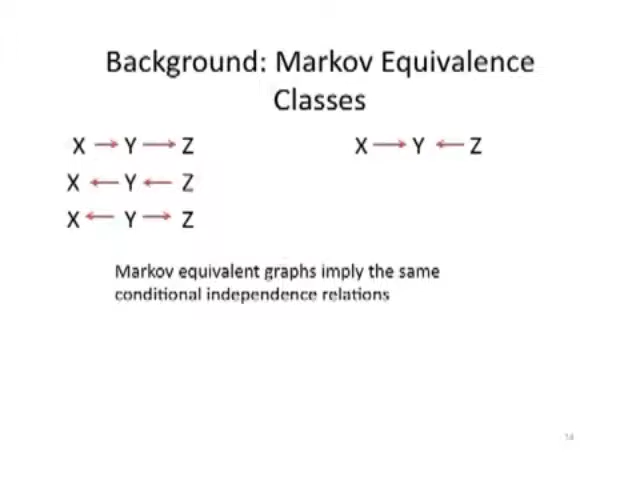 Background: Markov Equivalence
Classes
X → Y → Z
X → Y ← Z
X ← Y ← Z
X ← Y → Z
Markov equivalent graphs imply the same
conditional independence relations
14